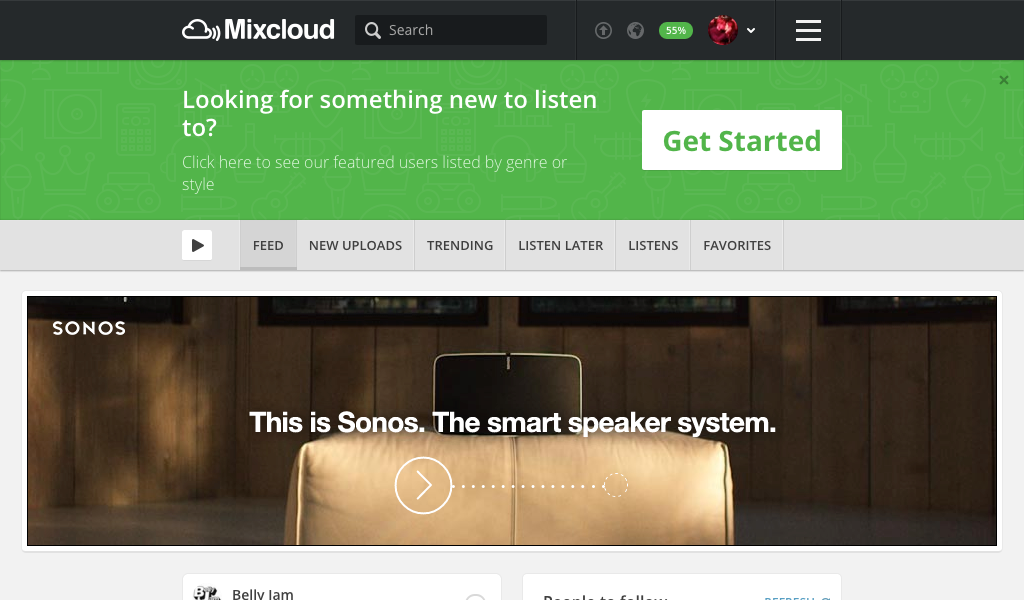 Mixcloud
Search
55%
Looking for something new to listen
to?
Click here to see our featured users listed by genre or
style
Get Started
FEED
NEW UPLOADS
TRENDING
LISTEN LATER
LISTENS
FAVORITES
SONOS
This is Sonos. The smart speaker system.
Belly Jam
People to follow
REFRESH